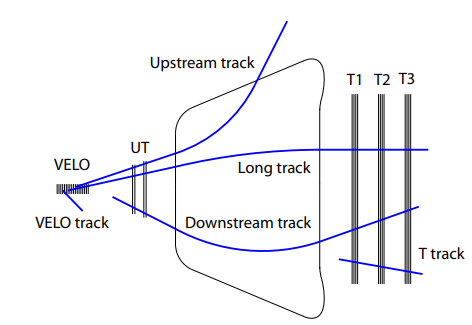 Upstream track
T1 T2 T3
UT
VELO
Long track
VELO track
Downstream track
T track